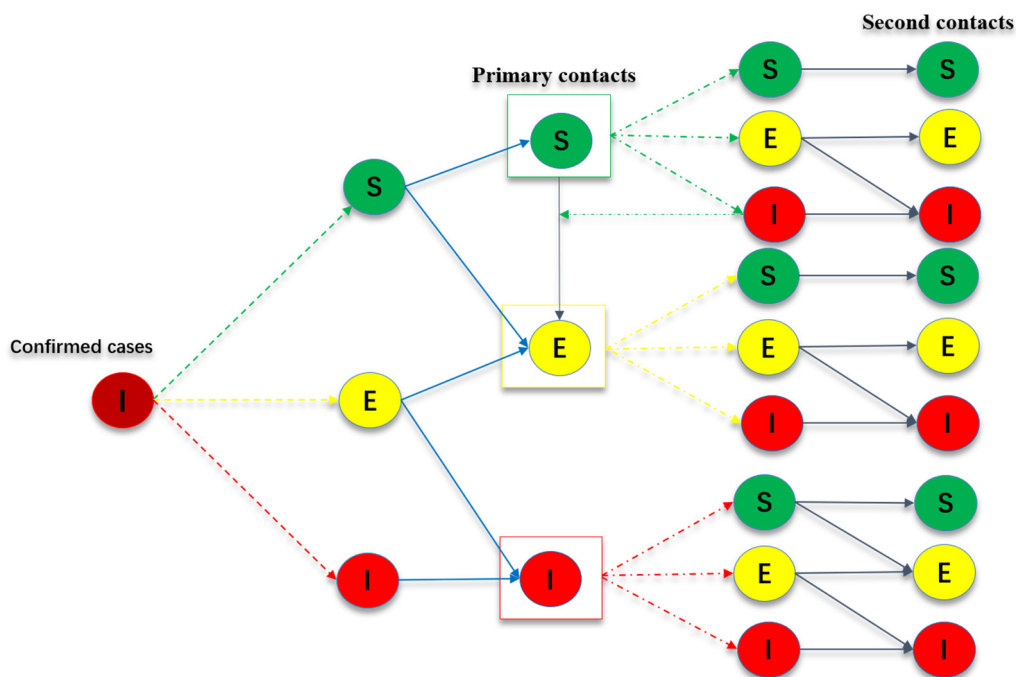 Second contacts
Primary contacts
S S
S
E E
S
I I
S S
Confirmed cases
E
E E
I
E
I I
S S
I
I
E E
I I